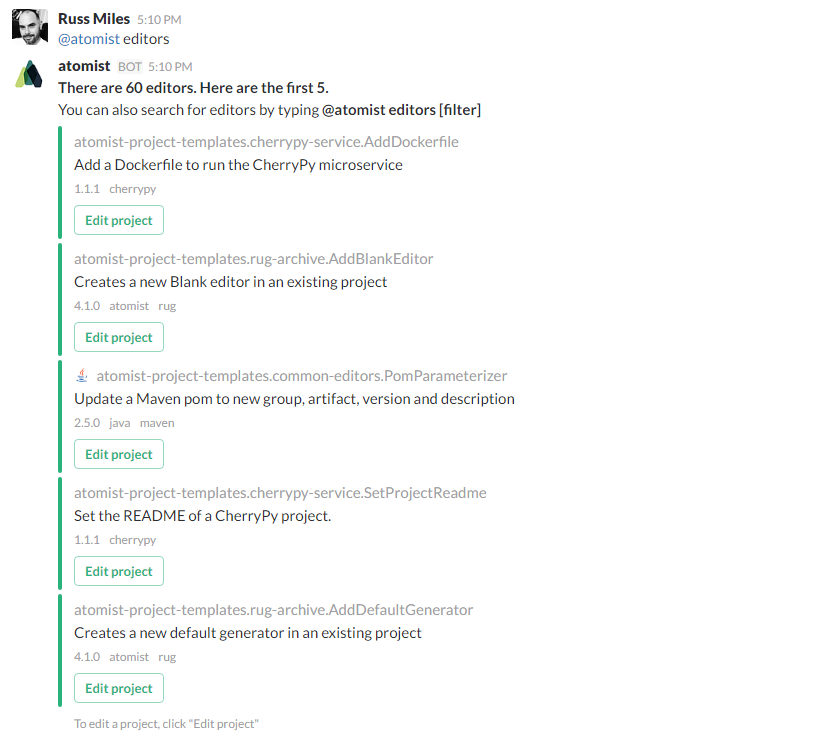 Russ Miles 5:10 PM
@atomist editors
atomist BOT 5:10 PM
There are 60 editors. Here are the first 5.
You can also search for editors by typing @atomist editors [filter]
atomist-project-templates.cherrypy-service.AddDockerfile
Add a Dockerfile to run the CherryPy microservice
1.1.1 cherrypy
Edit project
atomist-project-templates.rug-archive.AddBlankEditor
Creates a new Blank editor in an existing project
4.1.0 atomist rug
Edit project
atomist-project-templates.common-editors.PomParameterizer
Update a Maven pom to new group, artifact, version and description
2.5.0 java maven
Edit project
atomist-project-templates.cherrypy-service.SetProjectReadme
Set the README of a CherryPy project.
1.1.1 cherrypy
Edit project
atomist-project-templates.rug-archive.AddDefaultGenerator
Creates a new default generator in an existing project
4.1.0 atomist rug
Edit project
To edit a project, click "Edit project"